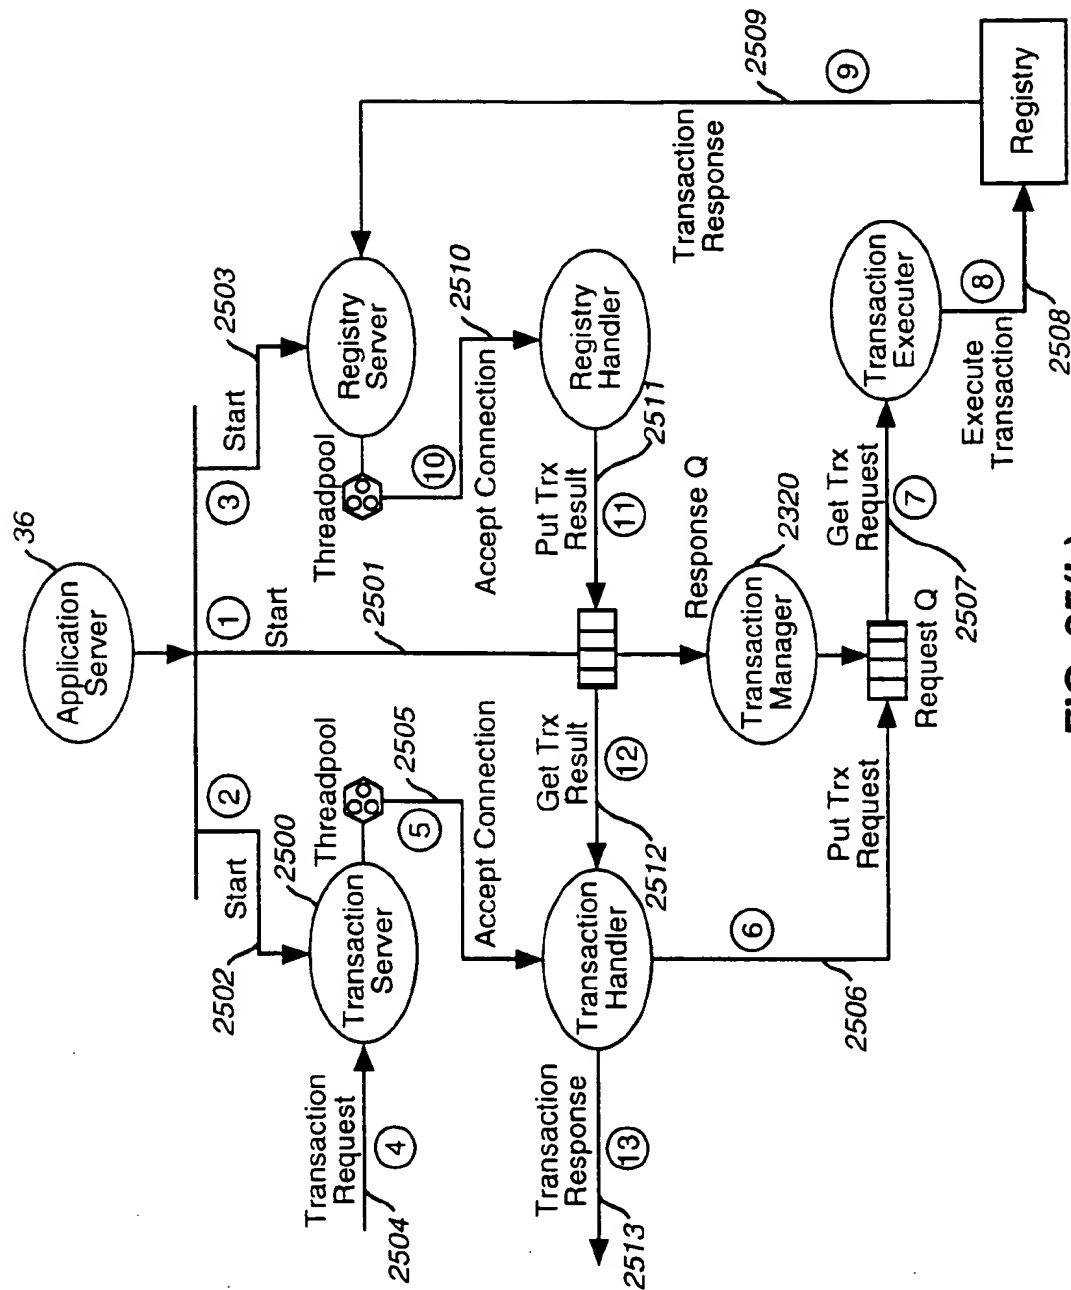 36
Application
Server
1
Start
2501
2
Start
2502
3
Start
2503
Transaction
Request
4
2504
Transaction
Server
2500
Threadpool
5
2505
Accept Connection
Registry
Server
Threadpool
10
2510
Accept Connection
Transaction
Response
9
2509
Transaction
Response
13
2513
Transaction
Handler
Get Trx
Result
12
2512
Put Trx
Result
11
2511
Registry
Handler
Response Q
Transaction
Manager
2320
6
2506
Put Trx
Request
Request Q
Get Trx
Request
7
2507
Transaction
Executer
8
Execute
Transaction
2508
Registry